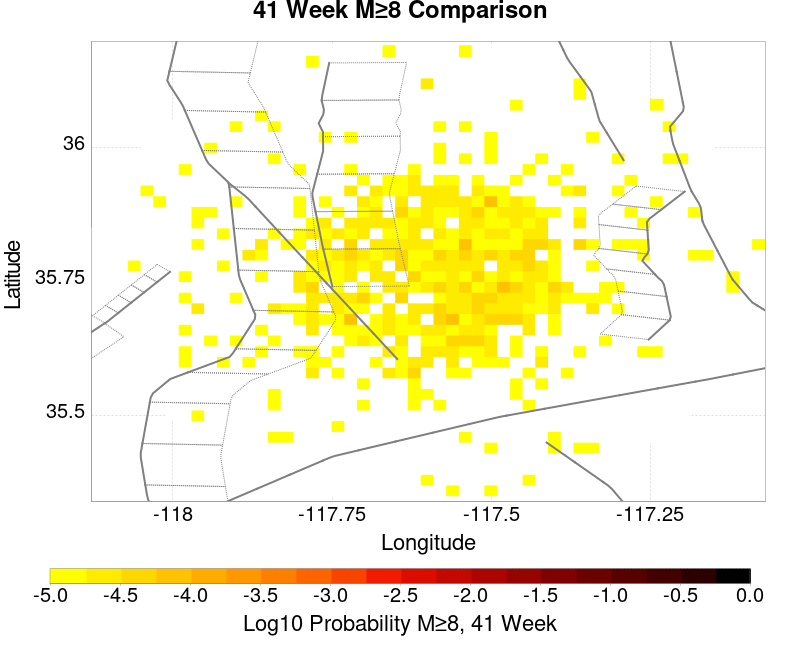 41 Week M≥8 Comparison
36
35.75
35.5
Latitude
-118 -117.75 -117.5 -117.25
Longitude
-5.0 -4.5 -4.0 -3.5 -3.0 -2.5 -2.0 -1.5 -1.0 -0.5 0.0
Log10 Probability M≥8, 41 Week